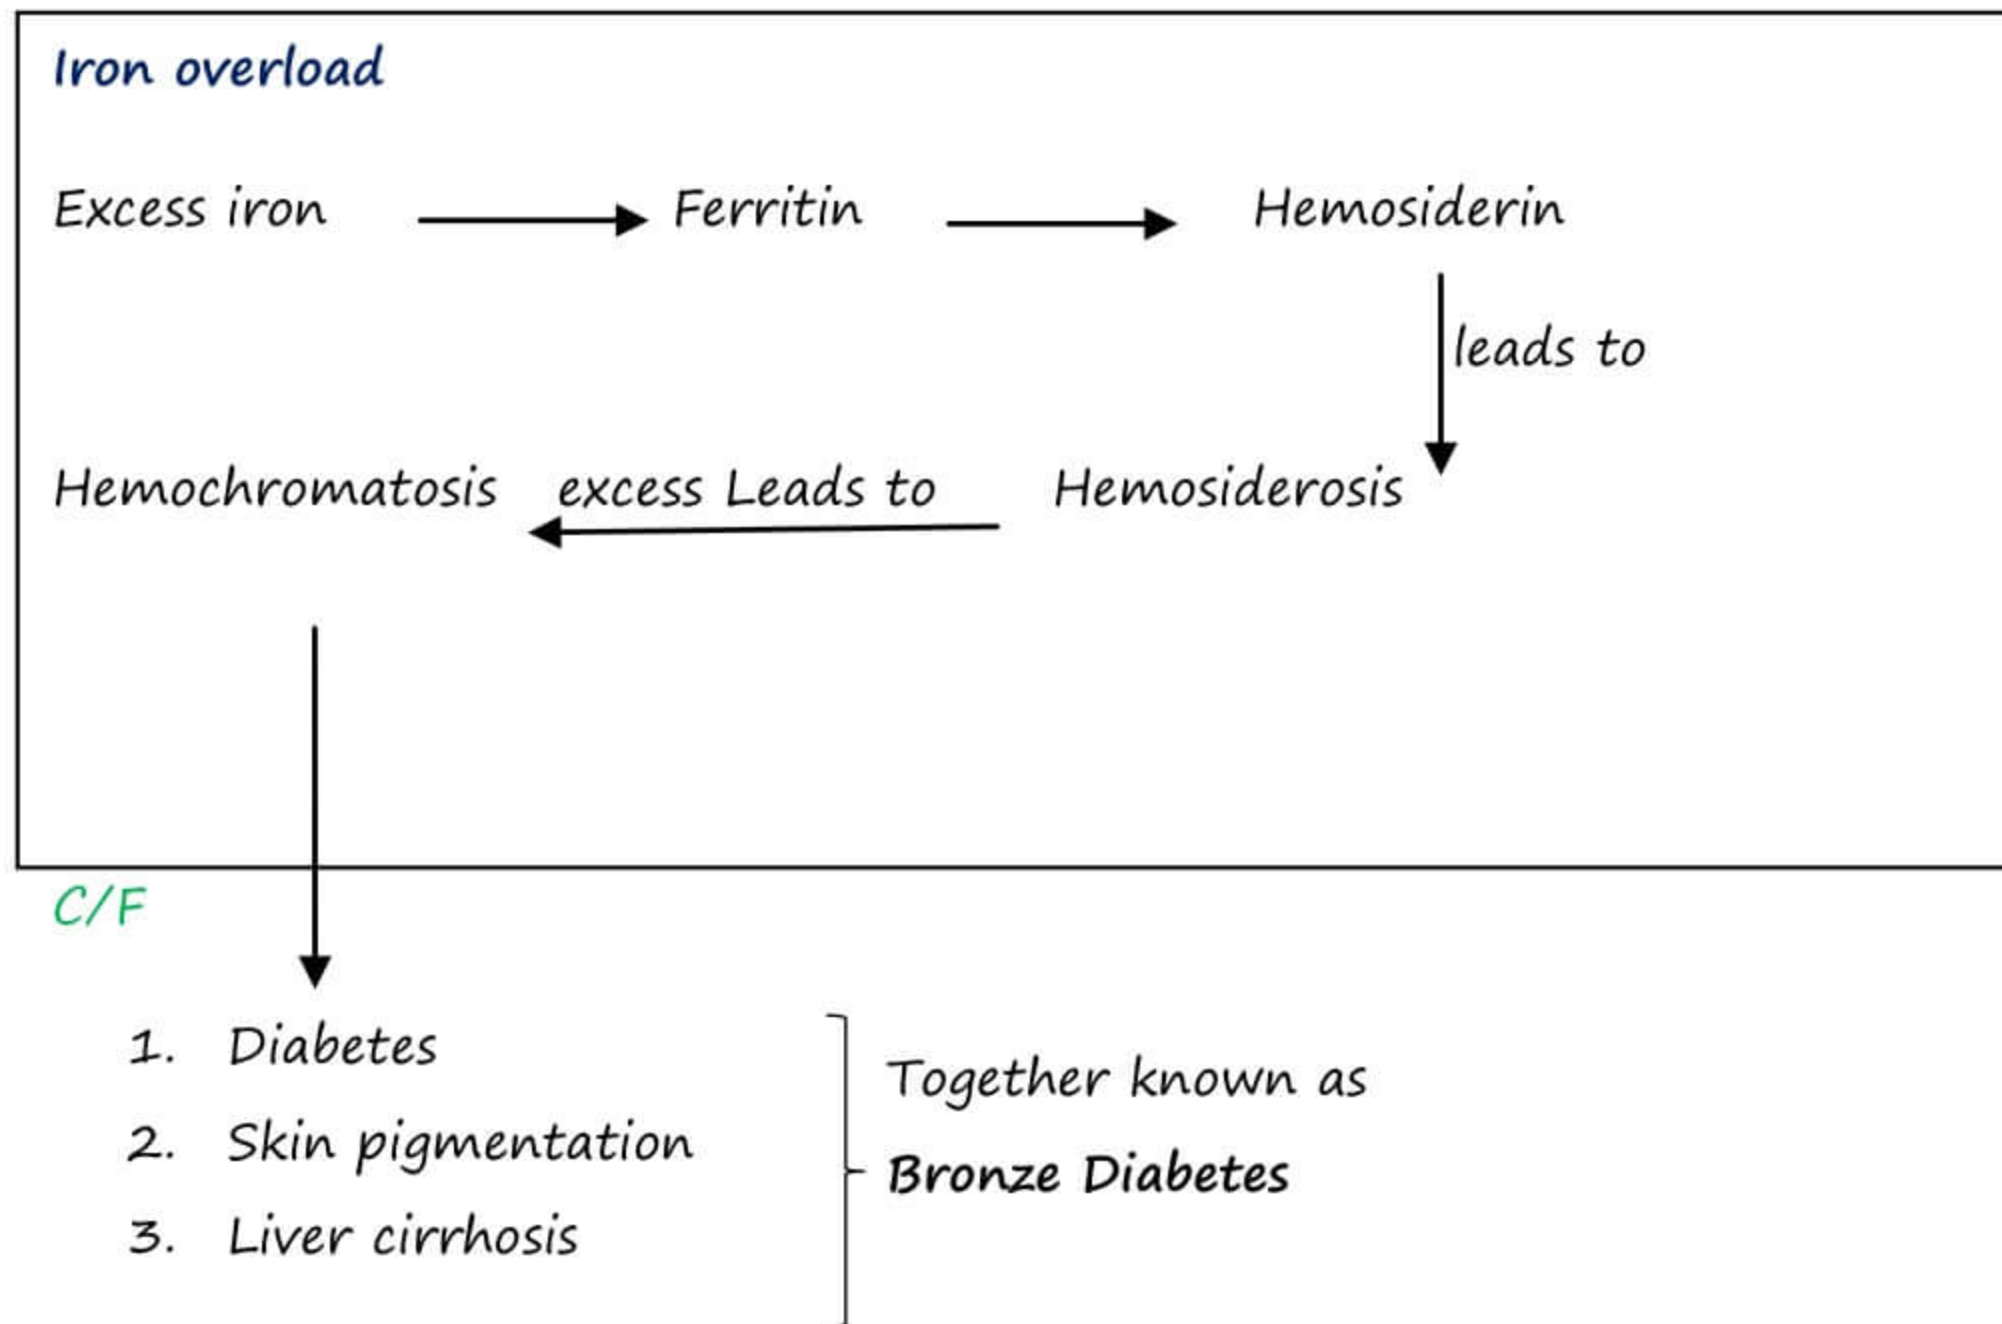 Iron overload
Excess iron Ferritin Hemosiderin
leads to
Hemochromatosis excess Leads to Hemosiderosis
C/F
1. Diabetes
2. Skin pigmentation
3. Liver cirrhosis
Together known as
Bronze Diabetes